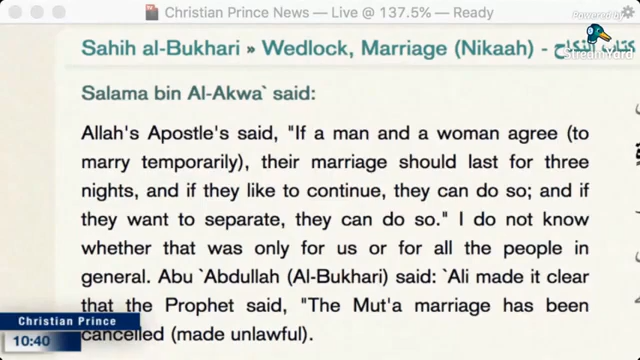 Christian Prince News — Live @ 137.5% — Ready
Powered by
StreamYard
Sahih al-Bukhari » Wedlock, Marriage (Nikaah) - كتاب النكاح
Salama bin Al-Akwa` said:
Allah's Apostle's said, "If a man and a woman agree (to
marry temporarily), their marriage should last for three
nights, and if they like to continue, they can do so; and if
they want to separate, they can do so." I do not know
whether that was only for us or for all the people in
general. Abu `Abdullah (Al-Bukhari) said: `Ali made it clear
that the Prophet said, "The Mut'a marriage has been
cancelled (made unlawful).
Christian Prince
10:40